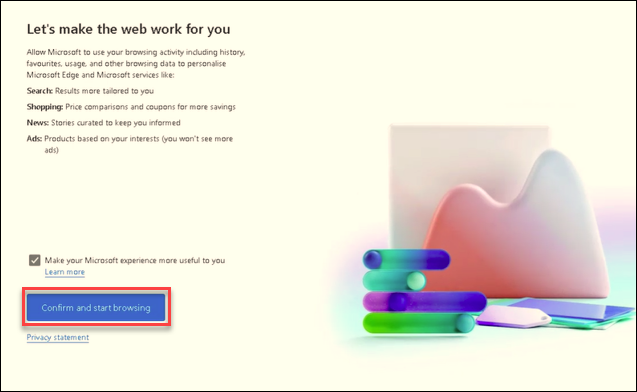 Let's make the web work for you
Allow Microsoft to use your browsing activity including history,
favourites, usage, and other browsing data to personalise
Microsoft Edge and Microsoft services like:
Search: Results more tailored to you
Shopping: Price comparisons and coupons for more savings
News: Stories curated to keep you informed
Ads: Products based on your interests (you won't see more
ads)
Make your Microsoft experience more useful to you
Learn more
Confirm and start browsing
Privacy statement